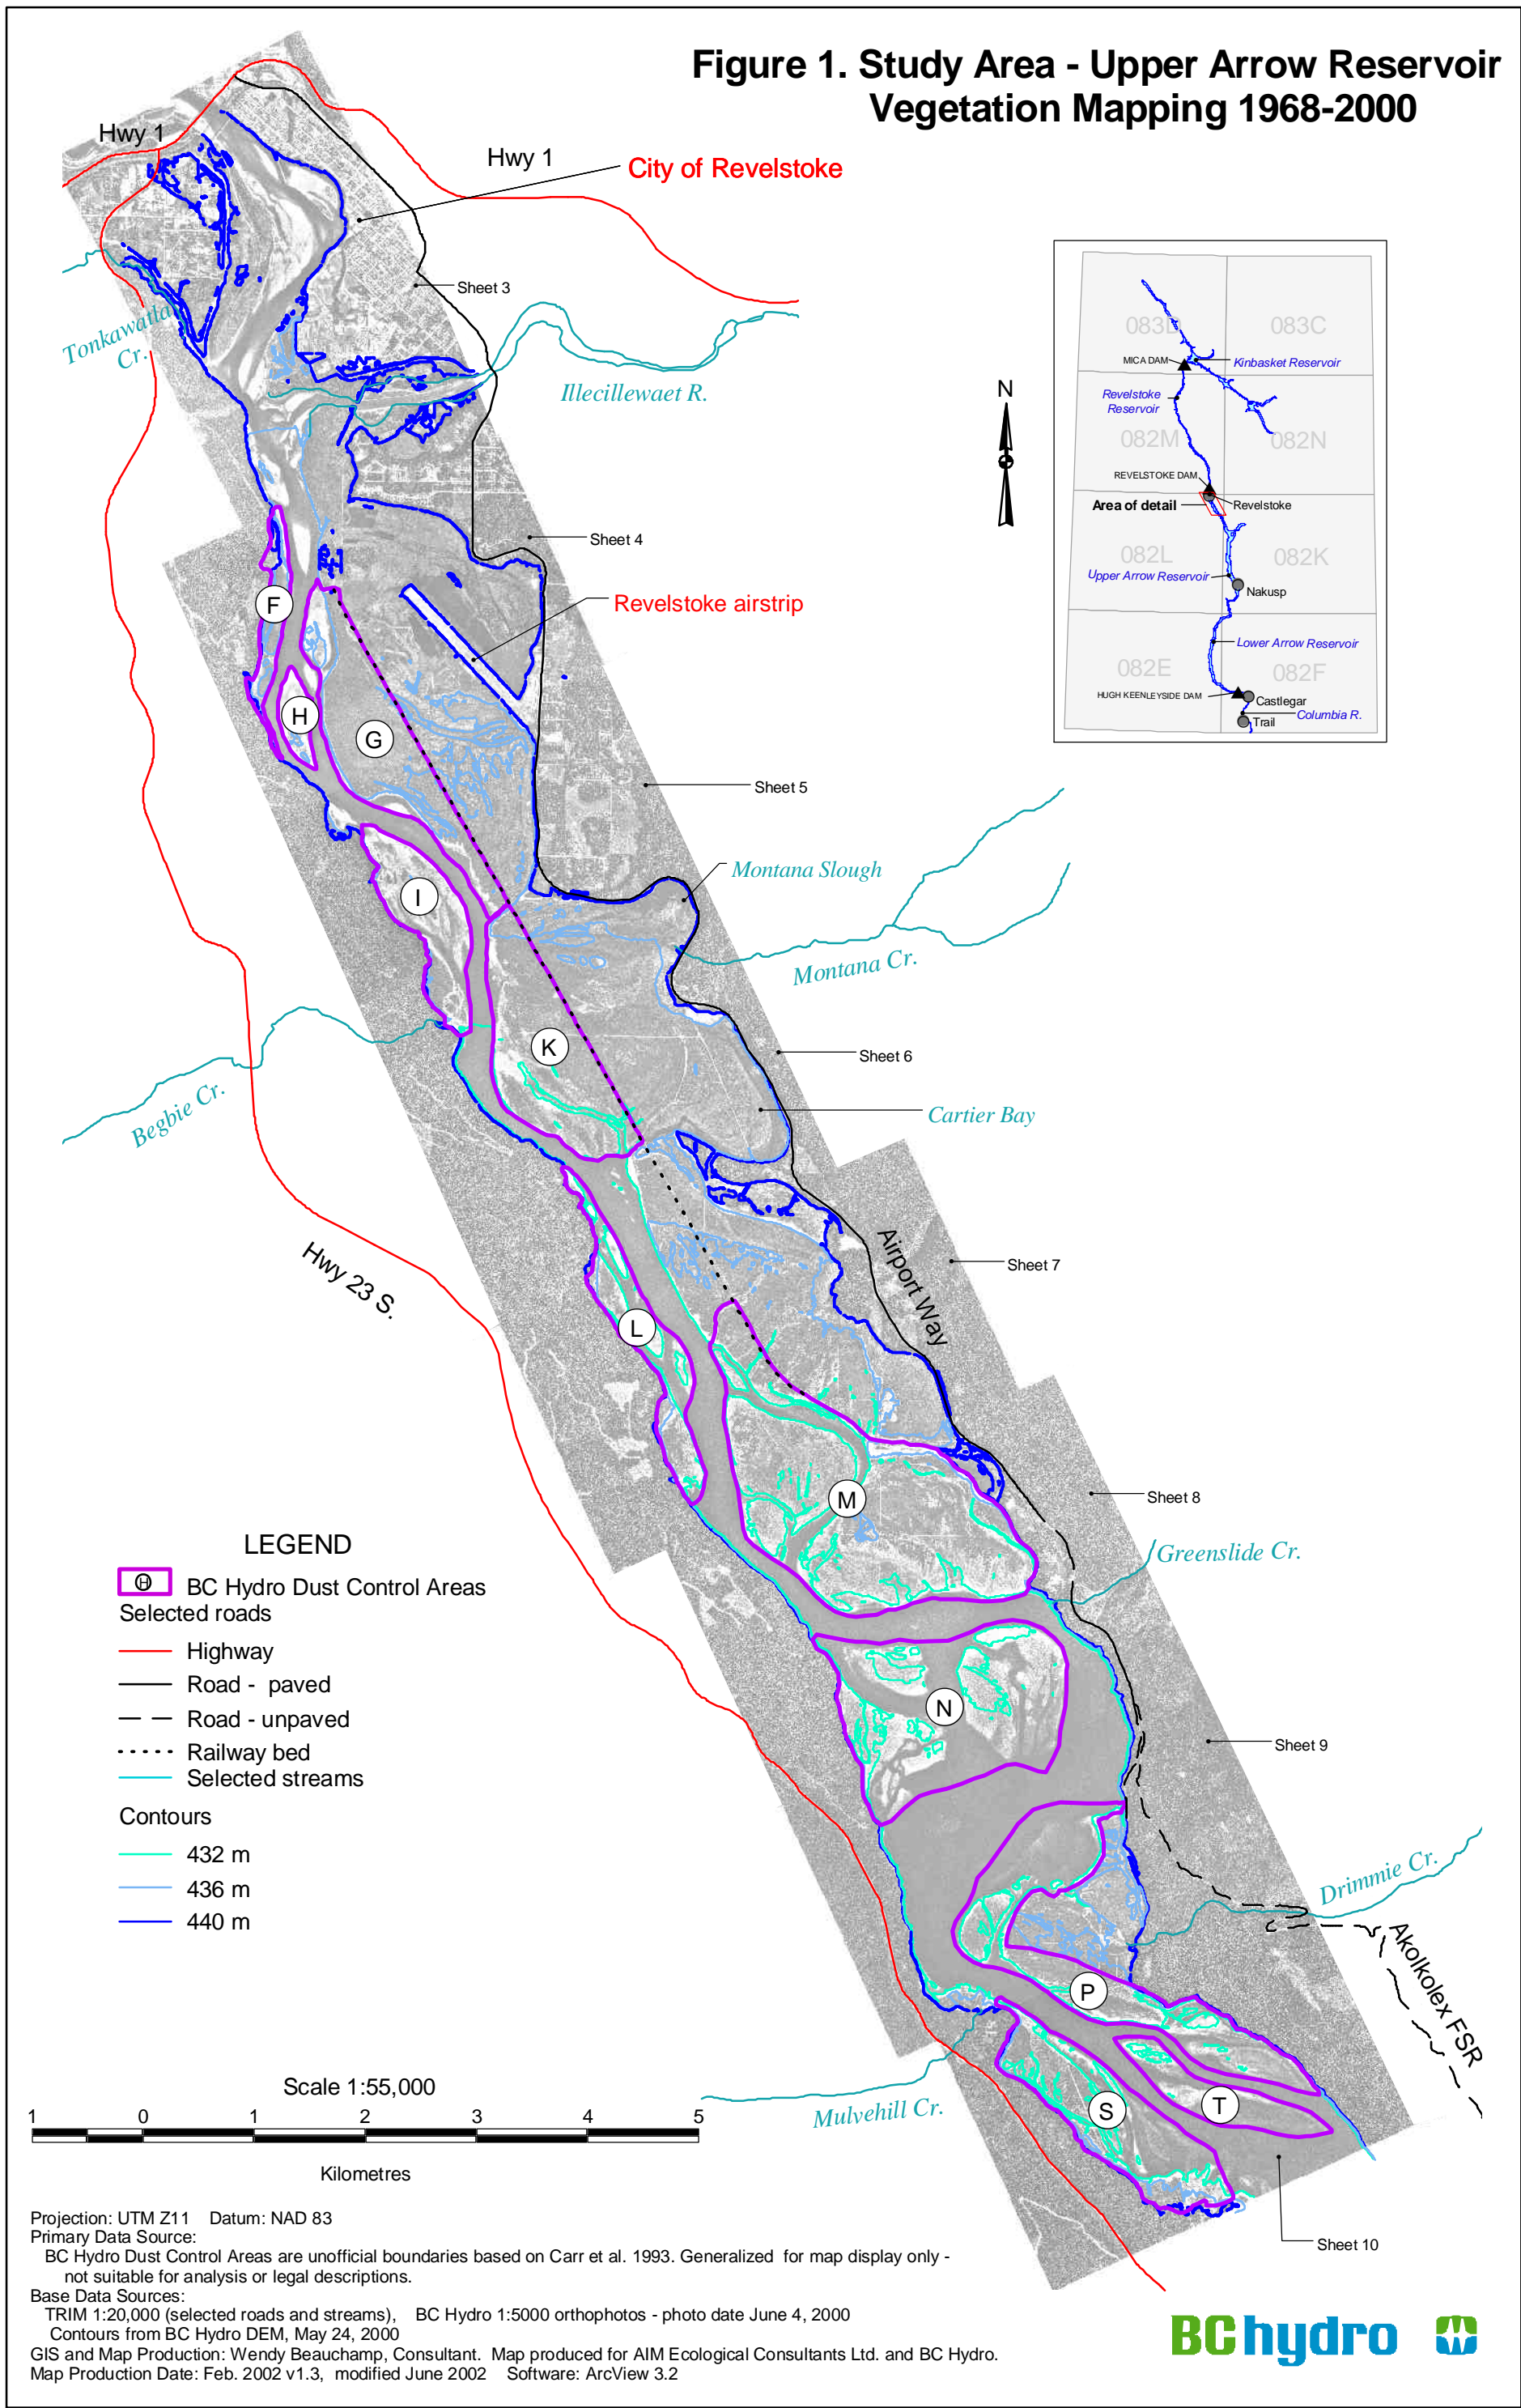 Figure 1. Study Area - Upper Arrow Reservoir
Vegetation Mapping 1968-2000
Hwy 1
Hwy 1
City of Revelstoke
Sheet 3
Tonkawatla
Cr.
Illecillewaet R.
083D
083C
MICA DAM
Kinbasket Reservoir
Revelstoke
Reservoir
082M
082N
REVELSTOKE DAM
Area of detail
Revelstoke
082L
082K
Upper Arrow Reservoir
Nakusp
Lower Arrow Reservoir
082E
082F
HUGH KEENLEYSIDE DAM
Castlegar
Columbia R.
Trail
N
Sheet 4
F
Revelstoke airstrip
H
G
Sheet 5
Montana Slough
I
Montana Cr.
K
Sheet 6
Begbie Cr.
Cartier Bay
Hwy 23 S.
Airport Way
Sheet 7
L
M
Sheet 8
Greenslide Cr.
LEGEND
H
BC Hydro Dust Control Areas
Selected roads
Highway
Road - paved
Road - unpaved
Railway bed
Selected streams
Contours
432 m
436 m
440 m
N
Sheet 9
Drimmie Cr.
Akolkolex FSR
P
S
T
Mulvehill Cr.
Sheet 10
Scale 1:55,000
1 0 1 2 3 4 5
Kilometres
Projection: UTM Z11 Datum: NAD 83
Primary Data Source:
BC Hydro Dust Control Areas are unofficial boundaries based on Carr et al. 1993. Generalized for map display only -
not suitable for analysis or legal descriptions.
Base Data Sources:
TRIM 1:20,000 (selected roads and streams), BC Hydro 1:5000 orthophotos - photo date June 4, 2000
Contours from BC Hydro DEM, May 24, 2000
GIS and Map Production: Wendy Beauchamp, Consultant. Map produced for AIM Ecological Consultants Ltd. and BC Hydro.
Map Production Date: Feb. 2002 v1.3, modified June 2002 Software: ArcView 3.2
BChydro